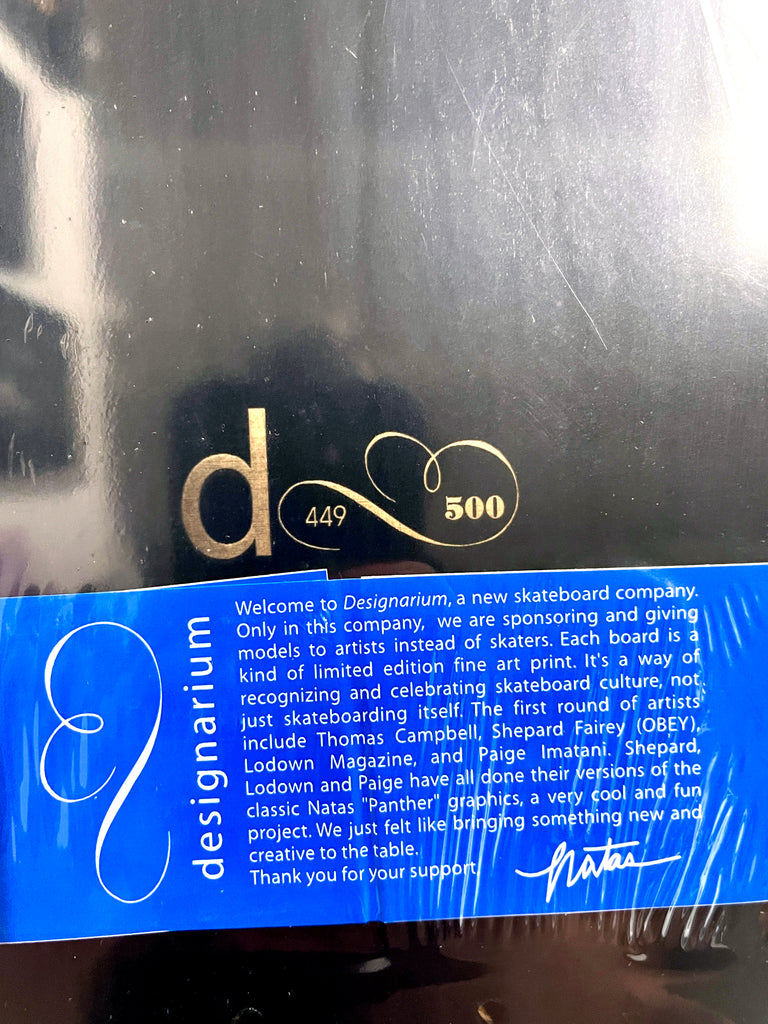 d 449 500
designarium
Welcome to Designarium, a new skateboard company.
Only in this company, we are sponsoring and giving
models to artists instead of skaters. Each board is a
kind of limited edition fine art print. It's a way of
recognizing and celebrating skateboard culture, not
just skateboarding itself. The first round of artists
include Thomas Campbell, Shepard Fairey (OBEY),
Lodown Magazine, and Paige Imatani. Shepard,
Lodown and Paige have all done their versions of the
classic Natas "Panther" graphics, a very cool and fun
project. We just felt like bringing something new and
creative to the table.
Thank you for your support.
Natas